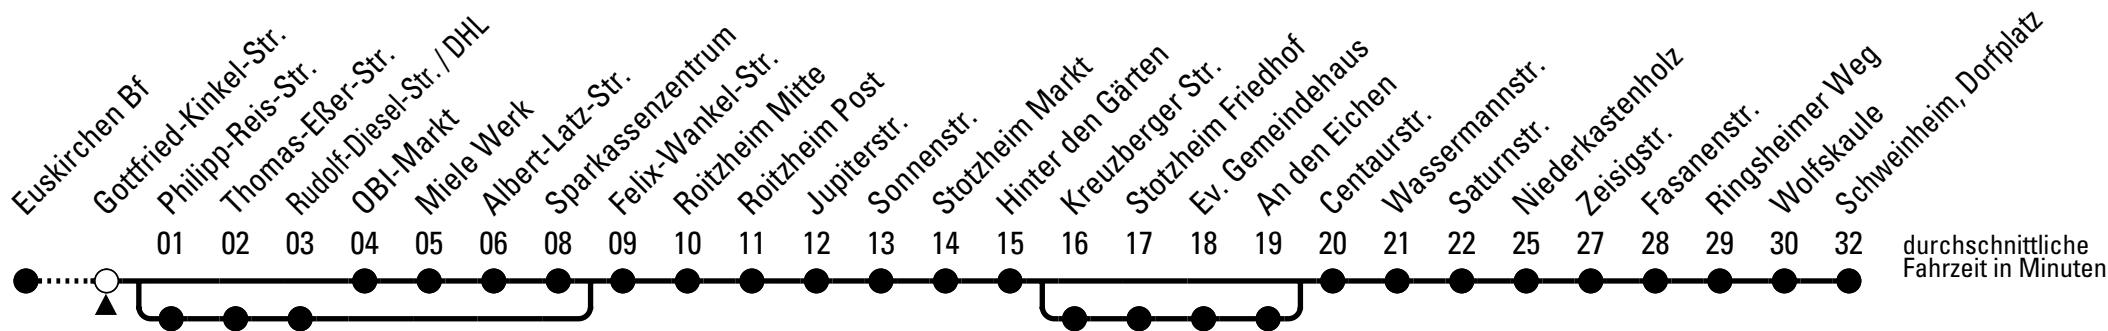 Euskirchen Bf
Gottfried-Kinkel-Str.
Philipp-Reis-Str.
Thomas-Eßer-Str.
Rudolf-Diesel-Str. / DHL
OBI-Markt
Miele Werk
Albert-Latz-Str.
Sparkassenzentrum
Felix-Wankel-Str.
Roitzheim Mitte
Roitzheim Post
Jupiterstr.
Sonnenstr.
Stotzheim Markt
Hinter den Gärten
Kreuzberger Str.
Stotzheim Friedhof
Ev. Gemeindehaus
An den Eichen
Centaurstr.
Wassermannstr.
Saturnstr.
Niederkastenholz
Zeisigstr.
Fasanenstr.
Ringsheimer Weg
Wolfskaule
Schweinheim, Dorfplatz
01 02 03 04 05 06 08 09 10 11 12 13 14 15 16 17 18 19 20 21 22 25 27 28 29 30 32
durchschnittliche
Fahrzeit in Minuten